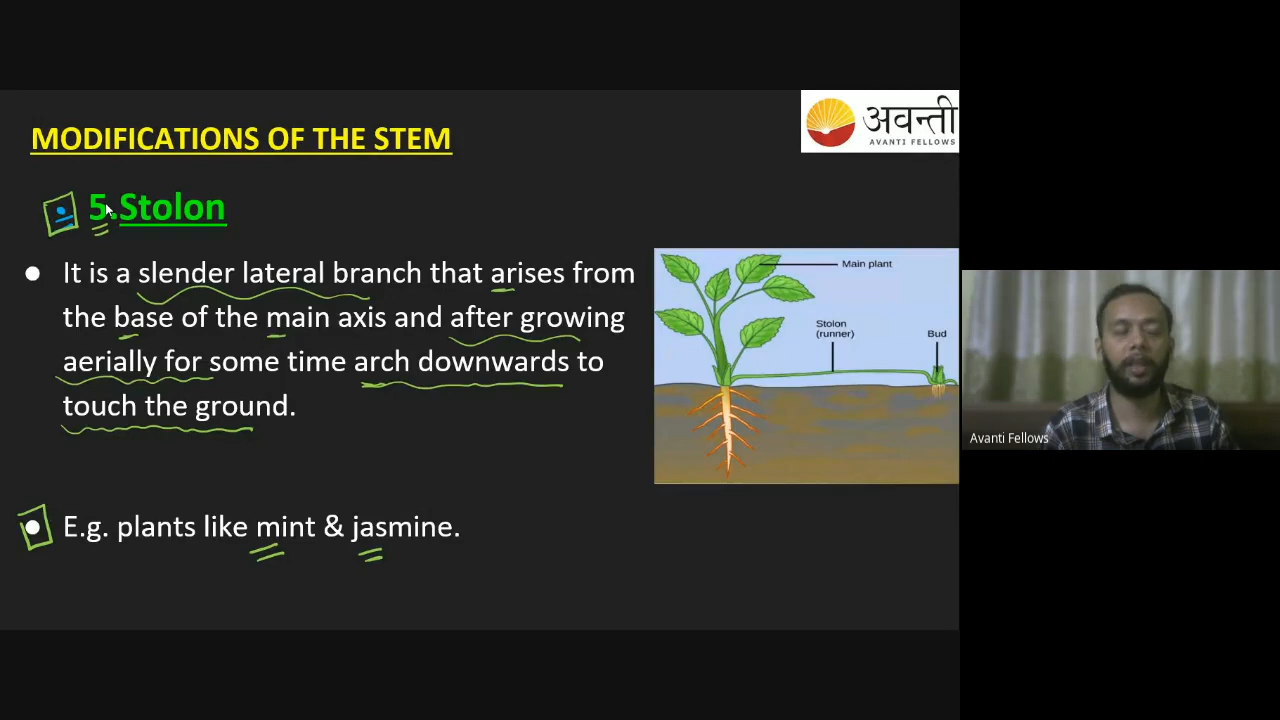 MODIFICATIONS OF THE STEM
अवन्ती
AVANTI FELLOWS
5.Stolon
● It is a slender lateral branch that arises from
the base of the main axis and after growing
aerially for some time arch downwards to
touch the ground.
Main plant
Stolon
(runner)
Bud
Avanti Fellows
● E.g. plants like mint & jasmine.